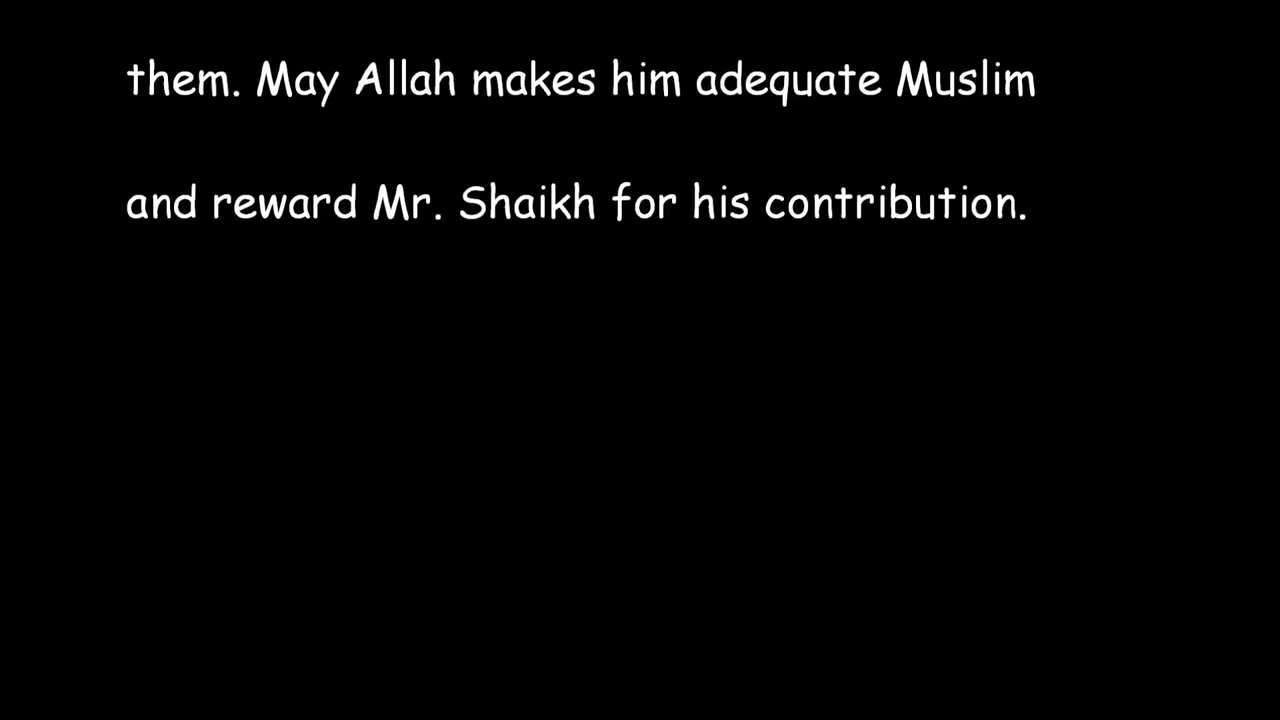 them. May Allah makes him adequate Muslim
and reward Mr. Shaikh for his contribution.